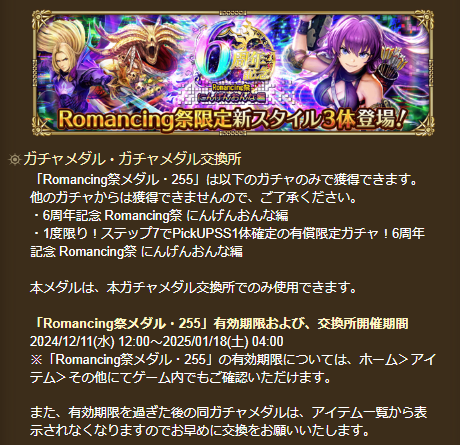 6周年記念
Romancing祭
にんげんおんな編
Romancing祭限定新スタイル3体登場!
ガチャメダル・ガチャメダル交換所
「Romancing祭メダル・255」は以下のガチャのみで獲得できます。
他のガチャからは獲得できませんので、ご了承ください。
・6周年記念 Romancing祭 にんげんおんな編
・1度限り！ステップ7でPickUPSS1体確定の有償限定ガチャ！6周年
記念 Romancing祭 にんげんおんな編
本メダルは、本ガチャメダル交換所でのみ使用できます。
「Romancing祭メダル・255」有効期限および、交換所開催期間
2024/12/11(水) 12:00～2025/01/18(土) 04:00
※「Romancing祭メダル・255」の有効期限については、ホーム＞アイ
テム＞その他にてゲーム内でもご確認いただけます。
また、有効期限を過ぎた後の同ガチャメダルは、アイテム一覧から表
示されなくなりますのでお早めに交換をお願いいたします。